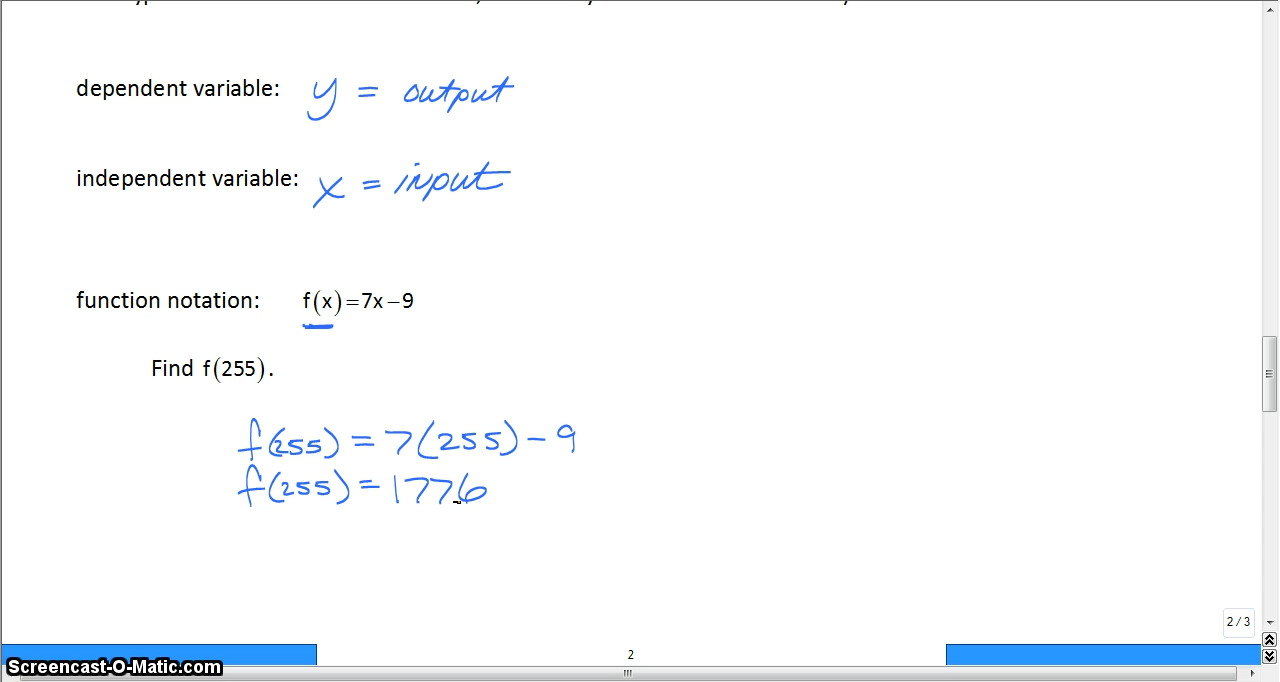 dependent variable: y = output
independent variable: x = input
function notation: f(x)=7x−9
Find f(255).
f(255) = 7(255) − 9
f(255) = 1776
2/3
2
Screencast-O-Matic.com